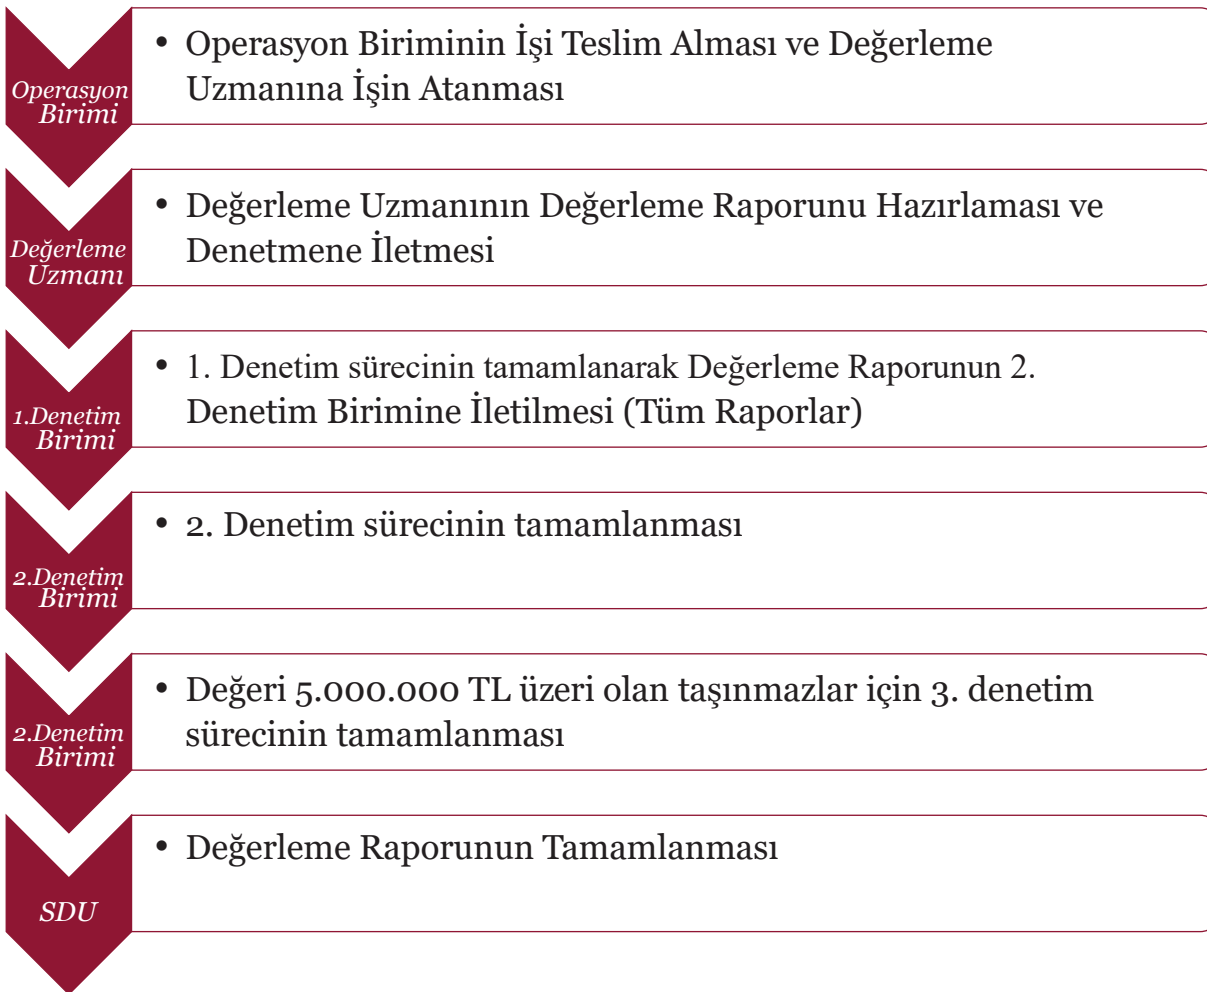 Operasyon
Birimi
• Operasyon Biriminin İşi Teslim Alması ve Değerleme
Uzmanına İşin Atanması
Değerleme
Uzmanı
• Değerleme Uzmanının Değerleme Raporunu Hazırlaması ve
Denetmene İletmesi
1.Denetim
Birimi
• 1. Denetim sürecinin tamamlanarak Değerleme Raporunun 2.
Denetim Birimine İletilmesi (Tüm Raporlar)
2.Denetim
Birimi
• 2. Denetim sürecinin tamamlanması
2.Denetim
Birimi
• Değeri 5.000.000 TL üzeri olan taşınmazlar için 3. denetim
sürecinin tamamlanması
SDU
• Değerleme Raporunun Tamamlanması